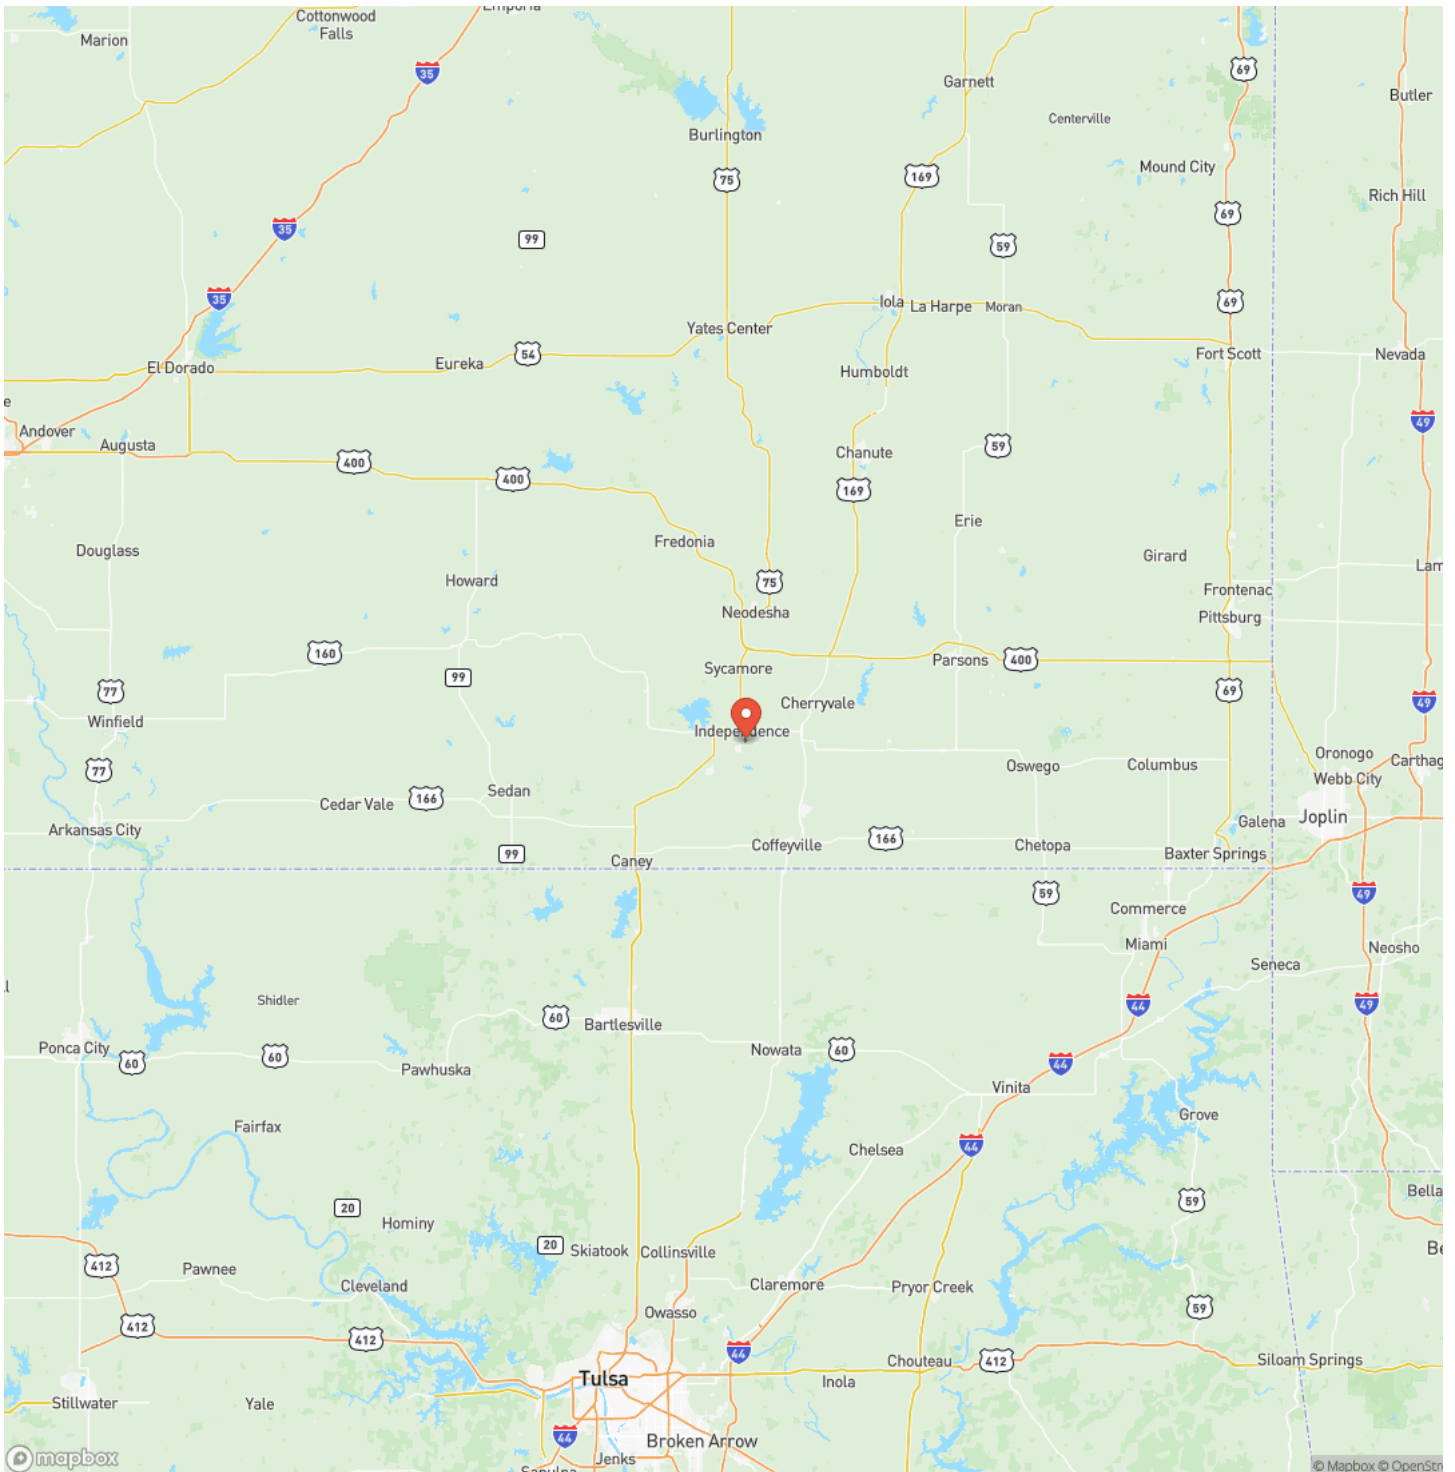 Emporia
Cottonwood
Falls
Marion
35
69
Garnett
Butler
Centerville
Burlington
Mound City
75
169
Rich Hill
69
35
99
59
35
Iola
La Harpe
Moran
69
Yates Center
54
Fort Scott
Nevada
Eureka
El Dorado
Humboldt
e
49
Andover
Augusta
59
Chanute
400
400
169
Erie
Fredonia
Douglass
Girard
Lam
Howard
75
Frontenac
Neodesha
Pittsburg
160
Sycamore
Parsons
400
99
77
69
49
Cherryvale
Winfield
Independence
Oronogo
Carthag
77
Oswego
Columbus
Webb City
Sedan
Cedar Vale
166
Joplin
Galena
Arkansas City
166
Coffeyville
Chetopa
99
Caney
Baxter Springs
59
49
Commerce
Miami
Neosho
Seneca
l
Shidler
44
49
60
Bartlesville
Ponca City
60
60
Nowata
60
Pawhuska
44
Vinita
Grove
Fairfax
44
Chelsea
59
Bella
20
Hominy
20
Skiatook
Collinsville
Be
412
Pawnee
Cleveland
Claremore
Pryor Creek
59
Owasso
412
412
44
Chouteau
412
Siloam Springs
Tulsa
Inola
Stillwater
Yale
44
Broken Arrow
Jenks
Sapulpa
mapbox
© Mapbox © OpenStr